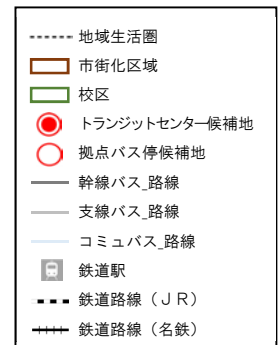 地域生活圏
市街化区域
校区
トランジットセンター候補地
拠点バス停候補地
幹線バス_路線
支線バス_路線
コミュバス_路線
鉄道駅
鉄道路線（ＪＲ）
鉄道路線（名鉄）